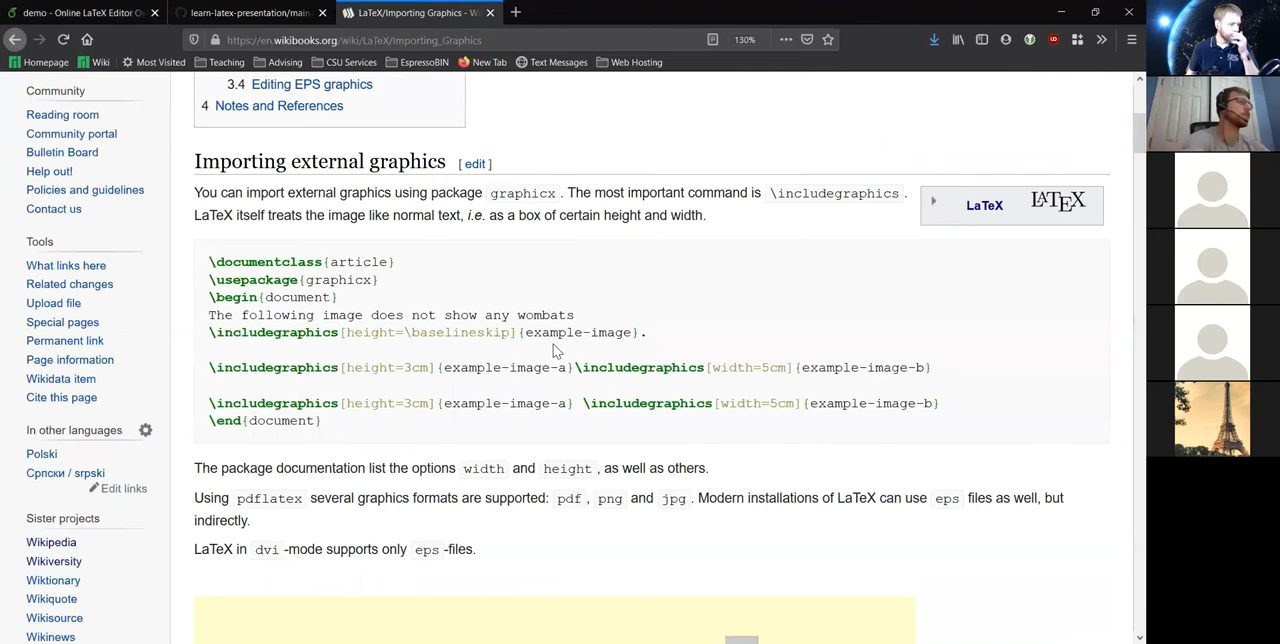 demo - Online LaTeX Editor Ov
learn-latex-presentation/main
LaTeX/Importing Graphics - Wi
https://en.wikibooks.org/wiki/LaTeX/Importing_Graphics
130%
Homepage
Wiki
Most Visited
Teaching
Advising
CSU Services
EspressoBIN
New Tab
Text Messages
Web Hosting
Community
Reading room
Community portal
Bulletin Board
Help out!
Policies and guidelines
Contact us
Tools
What links here
Related changes
Upload file
Special pages
Permanent link
Page information
Wikidata item
Cite this page
In other languages
Polski
Српски / srpski
Edit links
Sister projects
Wikipedia
Wikiversity
Wiktionary
Wikiquote
Wikisource
Wikinews
3.4 Editing EPS graphics
4 Notes and References
Importing external graphics [ edit ]
You can import external graphics using package graphicx . The most important command is \includegraphics .
LaTeX itself treats the image like normal text, i.e. as a box of certain height and width.
LaTeX
LATEX
\documentclass{article}
\usepackage{graphicx}
\begin{document}
The following image does not show any wombats
\includegraphics[height=\baselineskip]{example-image}.
\includegraphics[height=3cm]{example-image-a}\includegraphics[width=5cm]{example-image-b}
\includegraphics[height=3cm]{example-image-a} \includegraphics[width=5cm]{example-image-b}
\end{document}
The package documentation list the options width and height , as well as others.
Using pdflatex several graphics formats are supported: pdf , png and jpg . Modern installations of LaTeX can use eps files as well, but
indirectly.
LaTeX in dvi -mode supports only eps -files.